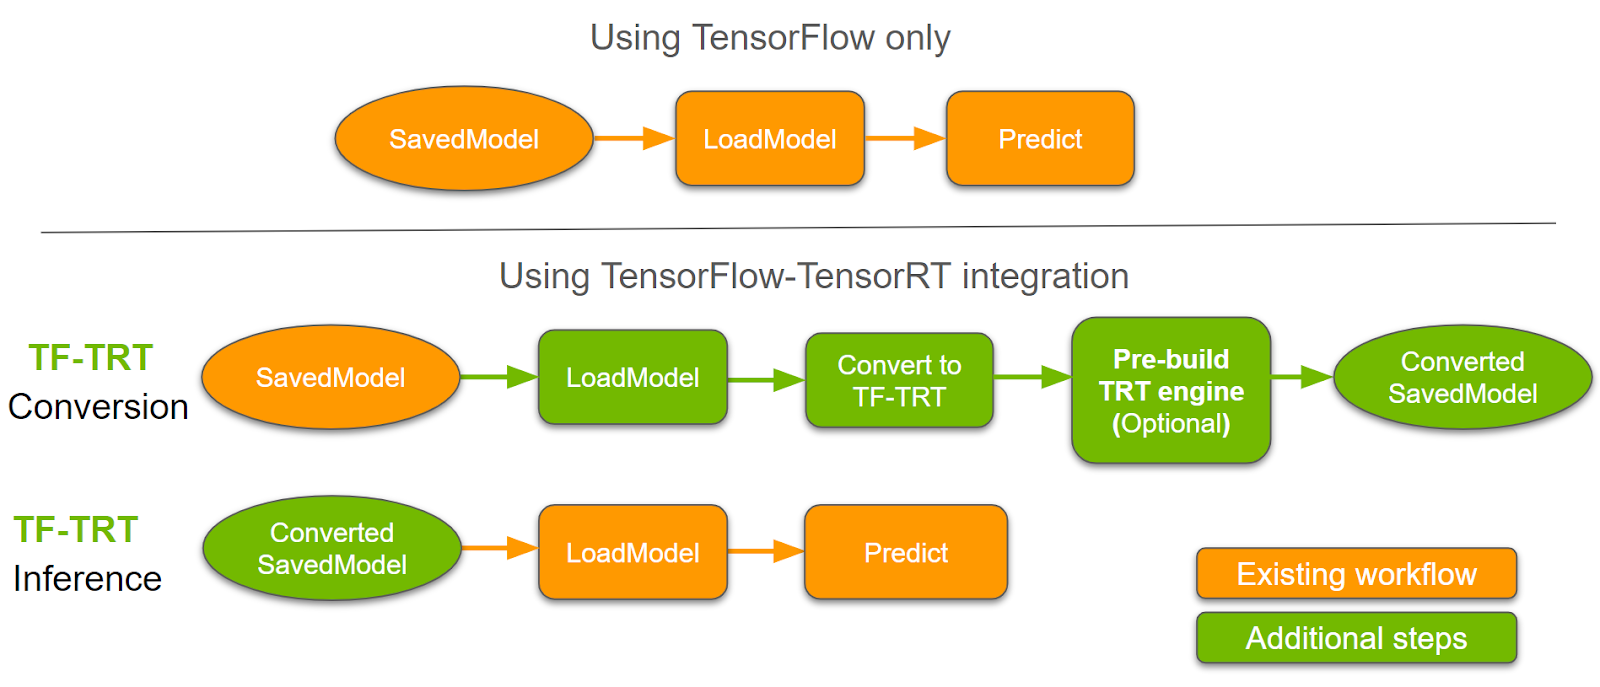 Using TensorFlow only
SavedModel
LoadModel
Predict
Using TensorFlow-TensorRT integration
TF-TRT
Conversion
SavedModel
LoadModel
Convert to
TF-TRT
Pre-build
TRT engine
(Optional)
Converted
SavedModel
TF-TRT
Inference
Converted
SavedModel
LoadModel
Predict
Existing workflow
Additional steps